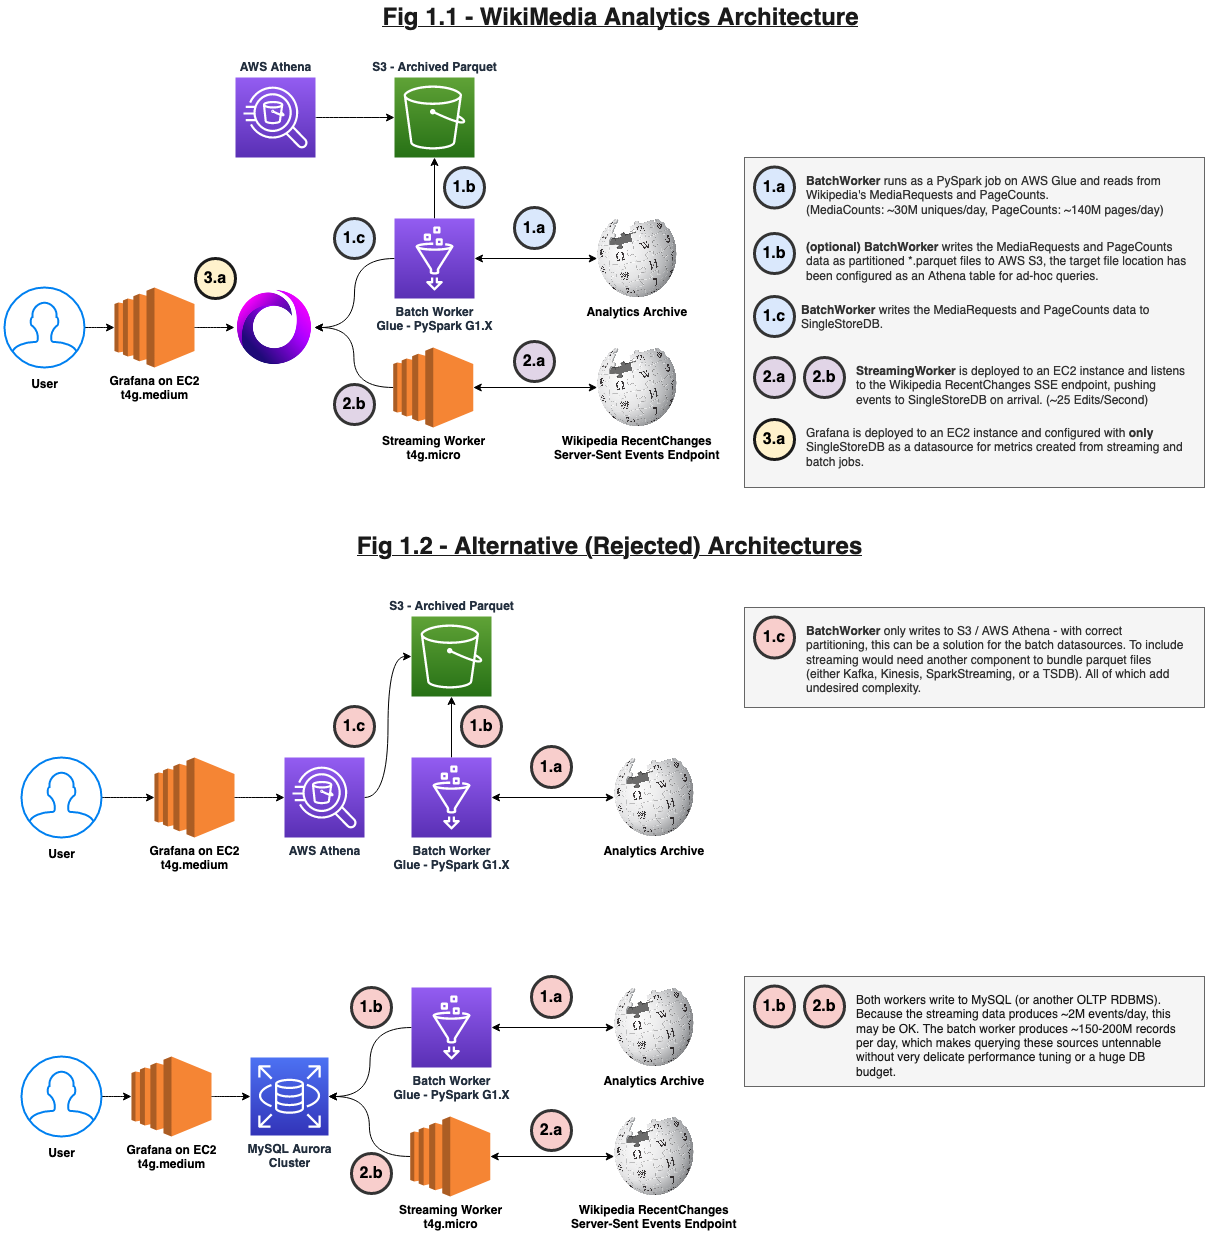 Fig 1.1 - WikiMedia Analytics Architecture
AWS Athena
S3 - Archived Parquet
1.b
1.c
1.a
Batch Worker
Glue - PySpark G1.X
Analytics Archive
3.a
User
Grafana on EC2
t4g.medium
2.a
2.b
Streaming Worker
t4g.micro
Wikipedia RecentChanges
Server-Sent Events Endpoint
1.a
BatchWorker runs as a PySpark job on AWS Glue and reads from
Wikipedia's MediaRequests and PageCounts.
(MediaCounts: ~30M uniques/day, PageCounts: ~140M pages/day)
1.b
(optional) BatchWorker writes the MediaRequests and PageCounts
data as partitioned *.parquet files to AWS S3, the target file location has
been configured as an Athena table for ad-hoc queries.
1.c
BatchWorker writes the MediaRequests and PageCounts data to
SingleStoreDB.
2.a
2.b
StreamingWorker is deployed to an EC2 instance and listens
to the Wikipedia RecentChanges SSE endpoint, pushing
events to SingleStoreDB on arrival. (~25 Edits/Second)
3.a
Grafana is deployed to an EC2 instance and configured with only
SingleStoreDB as a datasource for metrics created from streaming and
batch jobs.
Fig 1.2 - Alternative (Rejected) Architectures
S3 - Archived Parquet
1.c
1.b
1.a
User
Grafana on EC2
t4g.medium
AWS Athena
Batch Worker
Glue - PySpark G1.X
Analytics Archive
1.c
BatchWorker only writes to S3 / AWS Athena - with correct
partitioning, this can be a solution for the batch datasources. To include
streaming would need another component to bundle parquet files
(either Kafka, Kinesis, SparkStreaming, or a TSDB). All of which add
undesired complexity.
1.b
1.a
Batch Worker
Glue - PySpark G1.X
Analytics Archive
User
Grafana on EC2
t4g.medium
MySQL Aurora
Cluster
2.a
2.b
Streaming Worker
t4g.micro
Wikipedia RecentChanges
Server-Sent Events Endpoint
1.b
2.b
Both workers write to MySQL (or another OLTP RDBMS).
Because the streaming data produces ~2M events/day, this
may be OK. The batch worker produces ~150-200M records
per day, which makes querying these sources untennable
without very delicate performance tuning or a huge DB
budget.